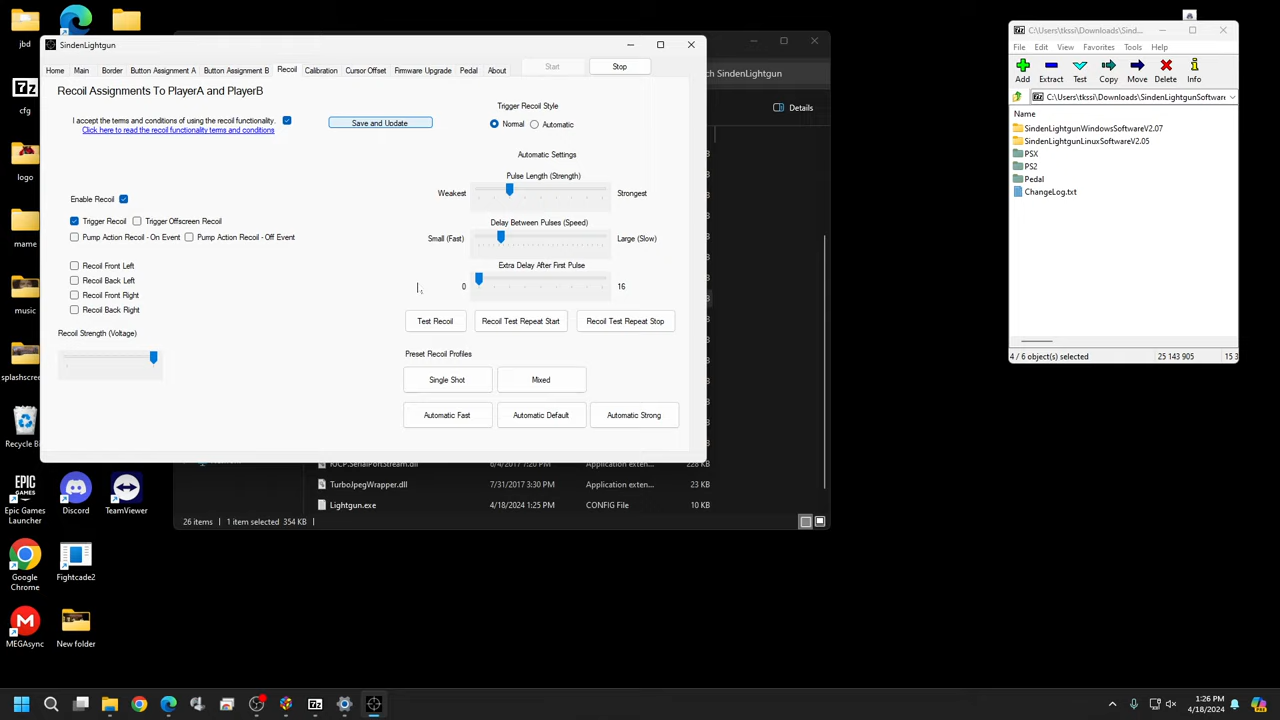 jbd
cfg
logo
mame
music
splashscree
Recycle B
Epic Games Launcher
Discord
TeamViewer
Google Chrome
Fightcade2
MEGAsync
New folder
SindenLightgun
Home Main Border Button Assignment A Button Assignment B Recoil Calibration Cursor Offset Firmware Upgrade Pedal About
Start Stop
Recoil Assignments To PlayerA and PlayerB
I accept the terms and conditions of using the recoil functionality.
Click here to read the recoil functionality terms and conditions
Save and Update
Trigger Recoil Style
Normal Automatic
Automatic Settings
Pulse Length (Strength)
Weakest Strongest
Delay Between Pulses (Speed)
Small (Fast) Large (Slow)
Extra Delay After First Pulse
0 16
Enable Recoil
Trigger Recoil Trigger Offscreen Recoil
Pump Action Recoil - On Event Pump Action Recoil - Off Event
Recoil Front Left
Recoil Back Left
Recoil Front Right
Recoil Back Right
Recoil Strength (Voltage)
Test Recoil Recoil Test Repeat Start Recoil Test Repeat Stop
Preset Recoil Profiles
Single Shot Mixed
Automatic Fast Automatic Default Automatic Strong
ch SindenLightgun
Details
228 KB
TurboJpegWrapper.dll 7/31/2017 3:30 PM Application exten... 23 KB
Lightgun.exe 4/18/2024 1:25 PM CONFIG File 10 KB
26 items 1 item selected 354 KB
C:\Users\tkssi\Downloads\Sind...
File Edit View Favorites Tools Help
Add Extract Test Copy Move Delete Info
C:\Users\tkssi\Downloads\SindenLightgunSoftware
Name
SindenLightgunWindowsSoftwareV2.07
SindenLightgunLinuxSoftwareV2.05
PSX
PS2
Pedal
ChangeLog.txt
4 / 6 object(s) selected 25 143 905 15 3
1:26 PM
4/18/2024